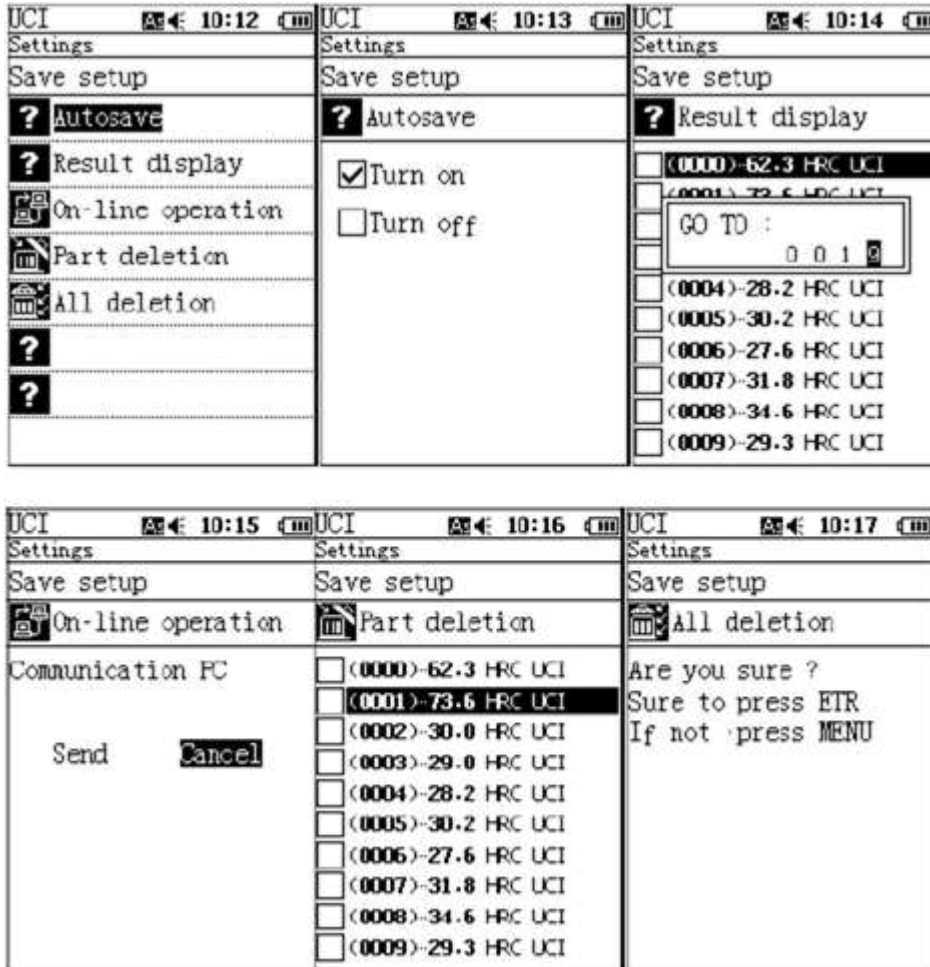 UCI 10:12
Settings
Save setup
? Autosave
? Result display
On-line operation
Part deletion
All deletion
?
?
UCI 10:13
Settings
Save setup
? Autosave
Turn on
Turn off
UCI 10:14
Settings
Save setup
? Result display
(0000)-62.3 HRC UCI
(0001)-73.6 HRC UCI
GO TO :
0 0 1
(0004)-28.2 HRC UCI
(0005)-30.2 HRC UCI
(0006)-27.6 HRC UCI
(0007)-31.8 HRC UCI
(0008)-34.6 HRC UCI
(0009)-29.3 HRC UCI
UCI 10:15
Settings
Save setup
On-line operation
Communication PC
Send Cancel
UCI 10:16
Settings
Save setup
Part deletion
(0000)-62.3 HRC UCI
(0001)-73.6 HRC UCI
(0002)-30.0 HRC UCI
(0003)-29.0 HRC UCI
(0004)-28.2 HRC UCI
(0005)-30.2 HRC UCI
(0006)-27.6 HRC UCI
(0007)-31.8 HRC UCI
(0008)-34.6 HRC UCI
(0009)-29.3 HRC UCI
UCI 10:17
Settings
Save setup
All deletion
Are you sure ?
Sure to press ETR
If not press MENU